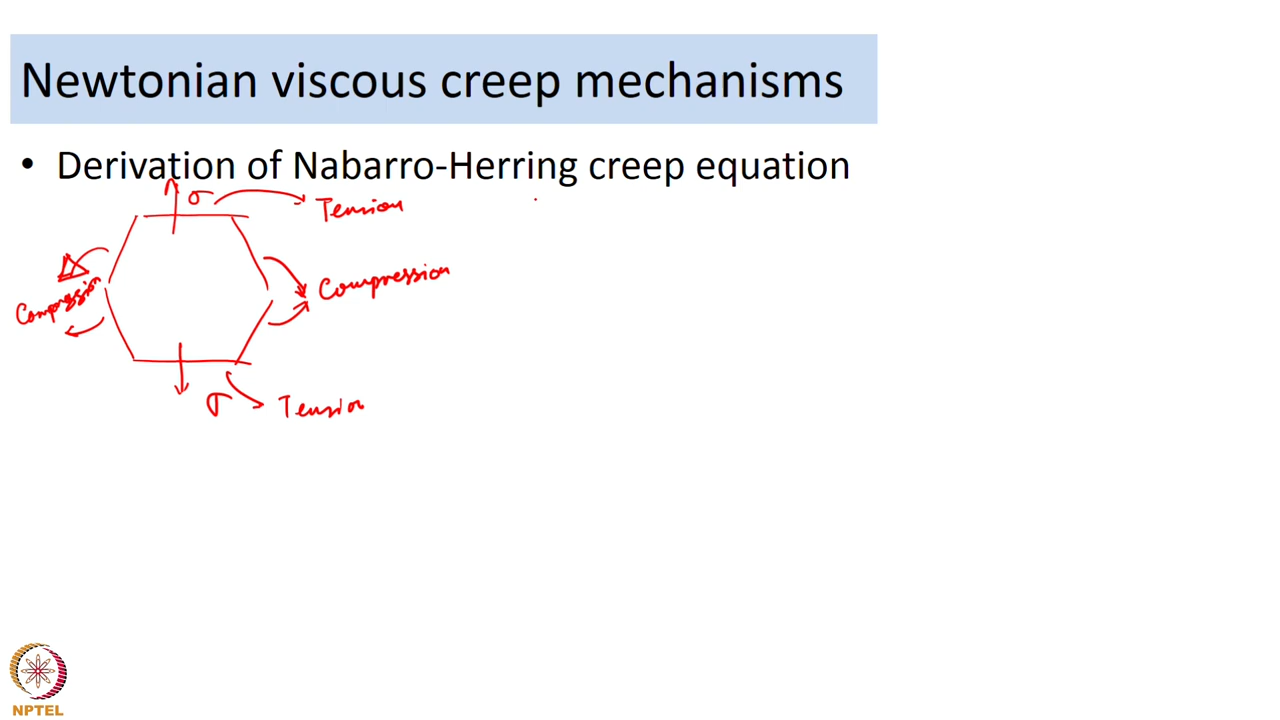 Newtonian viscous creep mechanisms
• Derivation of Nabarro-Herring creep equation
σ
Tension
Compression
Compression
σ
Tension
NPTEL